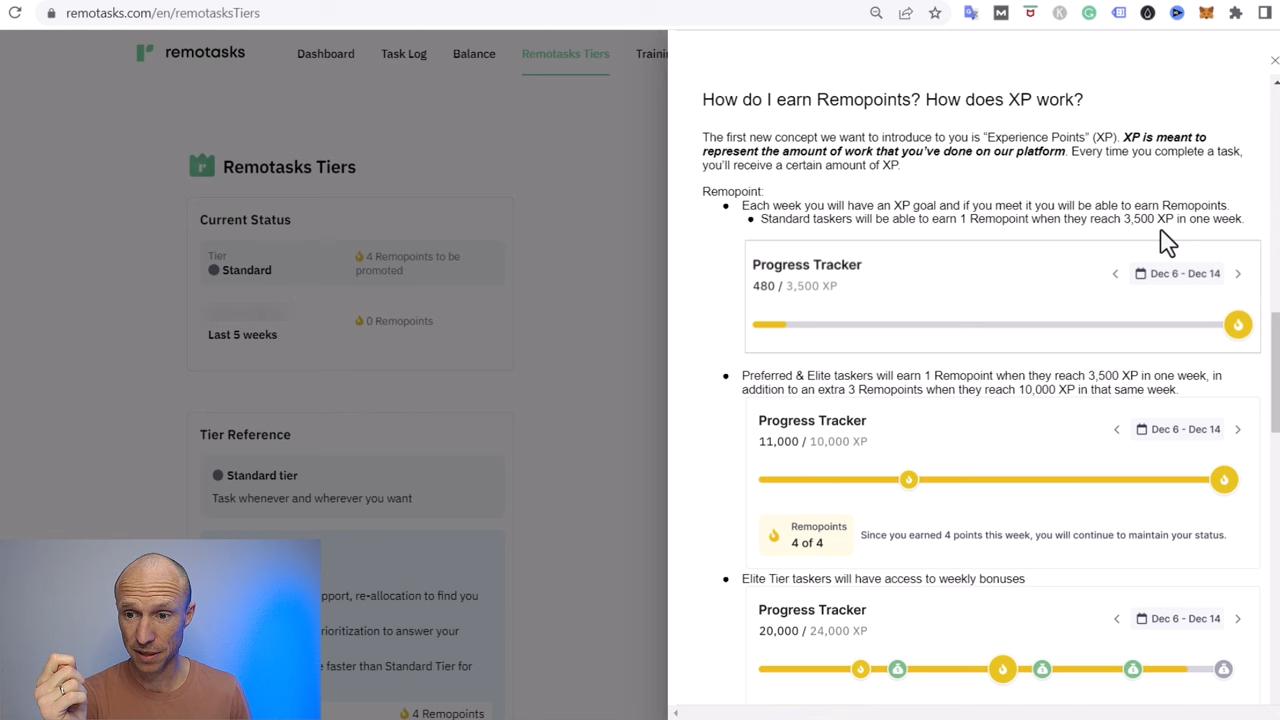 remotasks.com/en/remotasksTiers
remotasks
Dashboard
Task Log
Balance
Remotasks Tiers
Remotasks Tiers
Current Status
Tier
Standard
4 Remopoints to be
promoted
Last 5 weeks
0 Remopoints
Tier Reference
Standard tier
Task whenever and wherever you want
re-allocation to find you
to answer your
faster than Standard Tier for
4 Remopoints
How do I earn Remopoints? How does XP work?
The first new concept we want to introduce to you is "Experience Points" (XP). XP is meant to
represent the amount of work that you've done on our platform. Every time you complete a task,
you'll receive a certain amount of XP.
Remopoint:
Each week you will have an XP goal and if you meet it you will be able to earn Remopoints.
Standard taskers will be able to earn 1 Remopoint when they reach 3,500 XP in one week.
Progress Tracker
480 / 3,500 XP
Dec 6 - Dec 14
Preferred & Elite taskers will earn 1 Remopoint when they reach 3,500 XP in one week, in
addition to an extra 3 Remopoints when they reach 10,000 XP in that same week.
Progress Tracker
11,000 / 10,000 XP
Dec 6 - Dec 14
Remopoints
4 of 4
Since you earned 4 points this week, you will continue to maintain your status.
Elite Tier taskers will have access to weekly bonuses
Progress Tracker
20,000 / 24,000 XP
Dec 6 - Dec 14